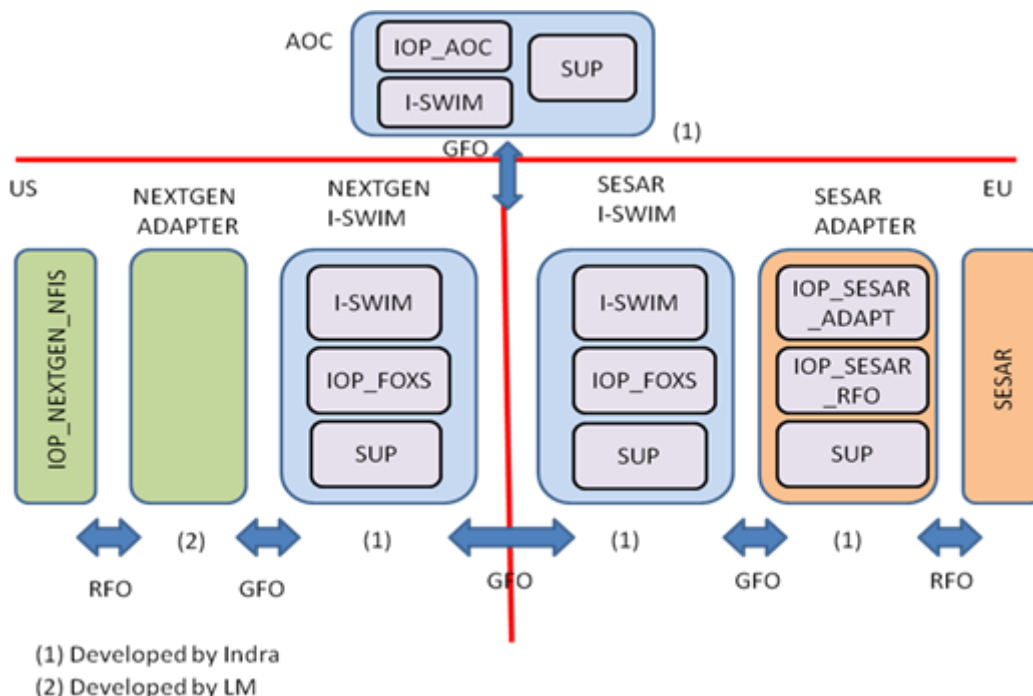 AOC
IOP_AOC
I-SWIM
SUP
(1)
GFO
US
NEXTGEN
ADAPTER
NEXTGEN
I-SWIM
SESAR
I-SWIM
SESAR
ADAPTER
EU
IOP_NEXTGEN_NFIS
I-SWIM
IOP_FOXS
SUP
I-SWIM
IOP_FOXS
SUP
IOP_SESAR
_ADAPT
IOP_SESAR
_RFO
SUP
SESAR
(2)
(1)
(1)
(1)
RFO
GFO
GFO
GFO
RFO
(1) Developed by Indra
(2) Developed by LM